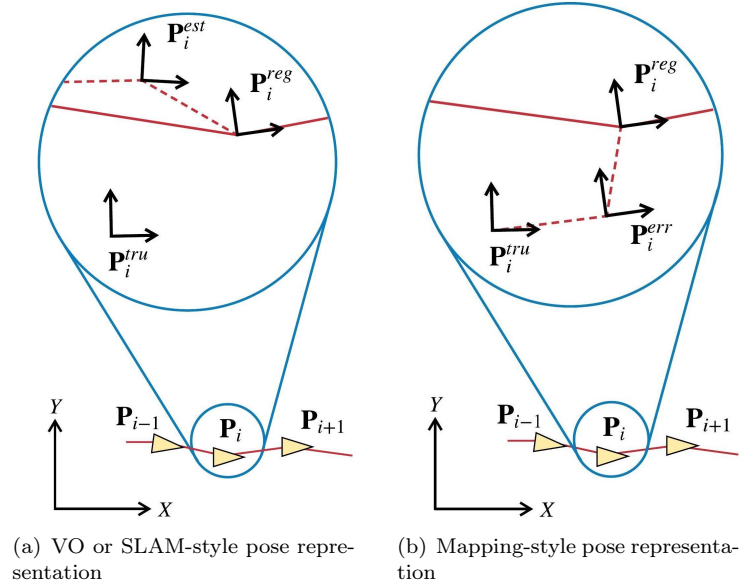 P_i^{est}
P_i^{reg}
P_i^{tru}
Y
P_{i-1}
P_i
P_{i+1}
X
(a) VO or SLAM-style pose repre-
sentation
P_i^{reg}
P_i^{tru}
P_i^{err}
Y
P_{i-1}
P_i
P_{i+1}
X
(b) Mapping-style pose representa-
tion